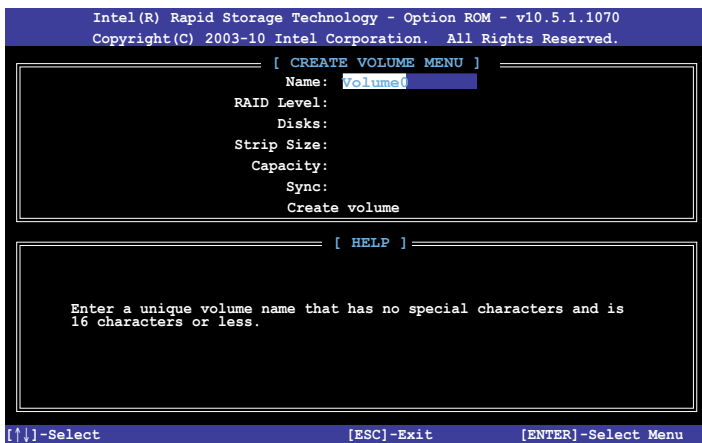 Intel(R) Rapid Storage Technology - Option ROM - v10.5.1.1070
Copyright(C) 2003-10 Intel Corporation. All Rights Reserved.
[ CREATE VOLUME MENU ]
Name: Volume0
RAID Level:
Disks:
Strip Size:
Capacity:
Sync:
Create volume
[ HELP ]
Enter a unique volume name that has no special characters and is
16 characters or less.
[↑↓]-Select [ESC]-Exit [ENTER]-Select Menu